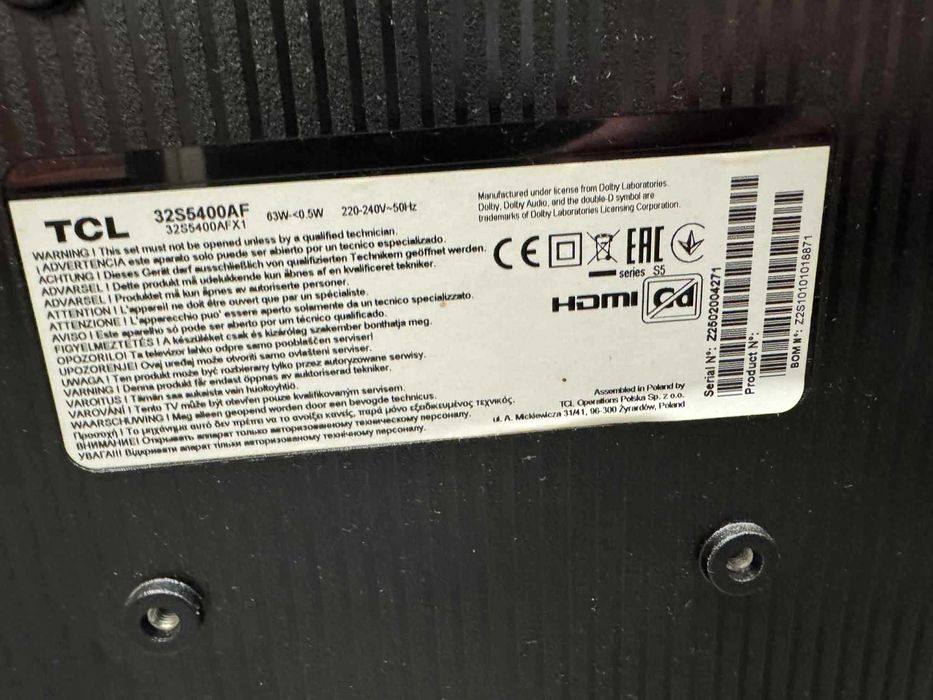 TCL
32S5400AF
32S5400AFX1
63W-<0.5W
220-240V~50Hz
WARNING ! This set must not be opened unless by a qualified technician.
¡ ADVERTENCIA este aparato solo puede ser abierto por un tecnico especializado.
ACHTUNG ! Dieses Gerät darf ausschließlich von qualifizierten Technikern geöffnet werden.
ADVARSEL ! Dette produkt må udelukkende kun åbnes af en kvalificeret tekniker.
ADVARSEL ! Produktet må kun åpnes av autoriserte personer.
ATTENTION ! L'appareil ne doit être ouvert que par un spécialiste.
ATTENZIONE ! L'apparecchio puo' essere aperto solamente da un tecnico specializzato.
AVISO ! Este aparelho só pode ser aberto por um técnico qualificado.
FIGYELMEZTETÉS ! A készüléket csak és kizárólag szakember bonthatja meg.
OPOZORILO! Ta televizor lahko odpre samo pooblaščen serviser!
UPOZORENJE! Ovaj uređaj može otvoriti samo ovlašteni serviser.
UWAGA ! Ten produkt może być rozbierany tylko przez autoryzowane serwisy.
VARNING ! Denna produkt får endast öppnas av auktoriserad tekniker.
VAROITUS ! Tämän saa aukaista vain huoltoyhtiö.
VAROVÁNÍ ! Tento TV může být otevřen pouze kvalifikovaným servisem.
WAARSCHUWING ! Mag alleen geopend worden door een bevoegde technicus.
Προσοχή ! Το μηχάνημα αυτό δεν πρέπει να το ανοίξει κανείς, παρά μόνο εξειδικευμένος τεχνικός.
ВНИМАНИЕ! Открывать аппарат только авторизованному техническому персоналу.
УВАГА!!! Відкривати апарат тільки авторизованому технічному персоналу.
Manufactured under license from Dolby Laboratories.
Dolby, Dolby Audio, and the double-D symbol are
trademarks of Dolby Laboratories Licensing Corporation.
CE
EAC
series S5
HDMI
Cd
Assembled in Poland by
TCL Operations Polska Sp. z o.o.
ul. A. Mickiewicza 31/41, 96-300 Żyrardów, Poland
Serial N°: Z2502004271
Product N°:
BOM N°: Z2S10101018871